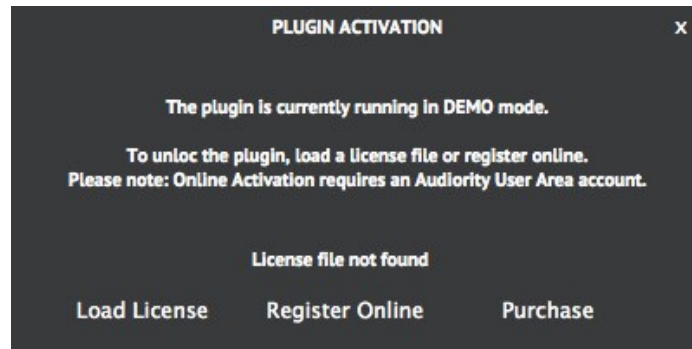 PLUGIN ACTIVATION
x
The plugin is currently running in DEMO mode.
To unloc the plugin, load a license file or register online.
Please note: Online Activation requires an Audiority User Area account.
License file not found
Load License
Register Online
Purchase